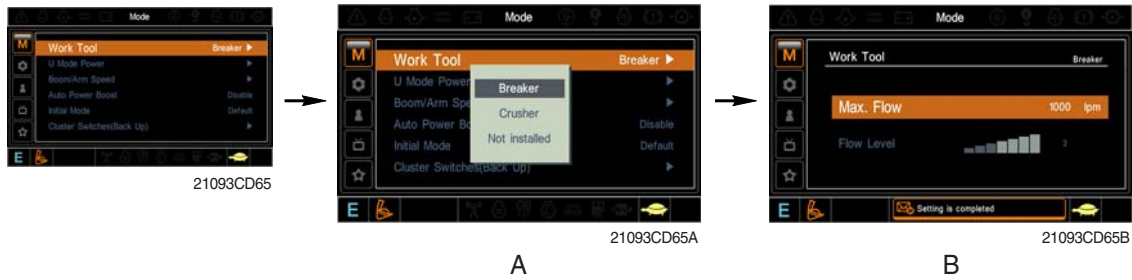 Mode
M
Work Tool Breaker ▶
U Mode Power ▶
Boom/Arm Speed ▶
Auto Power Boost Disable
Initial Mode Default
Cluster Switches(Back Up) ▶
E
21093CD65
Mode
M
Work Tool Breaker ▶
U Mode Power ▶
Boom/Arm Spe ▶
Auto Power Bo Disable
Initial Mode Default
Cluster Switches(Back Up) ▶
Breaker
Crusher
Not installed
E
21093CD65A
A
Mode
M
Work Tool Breaker
Max. Flow 1000 lpm
Flow Level 3
E
Setting is completed
21093CD65B
B